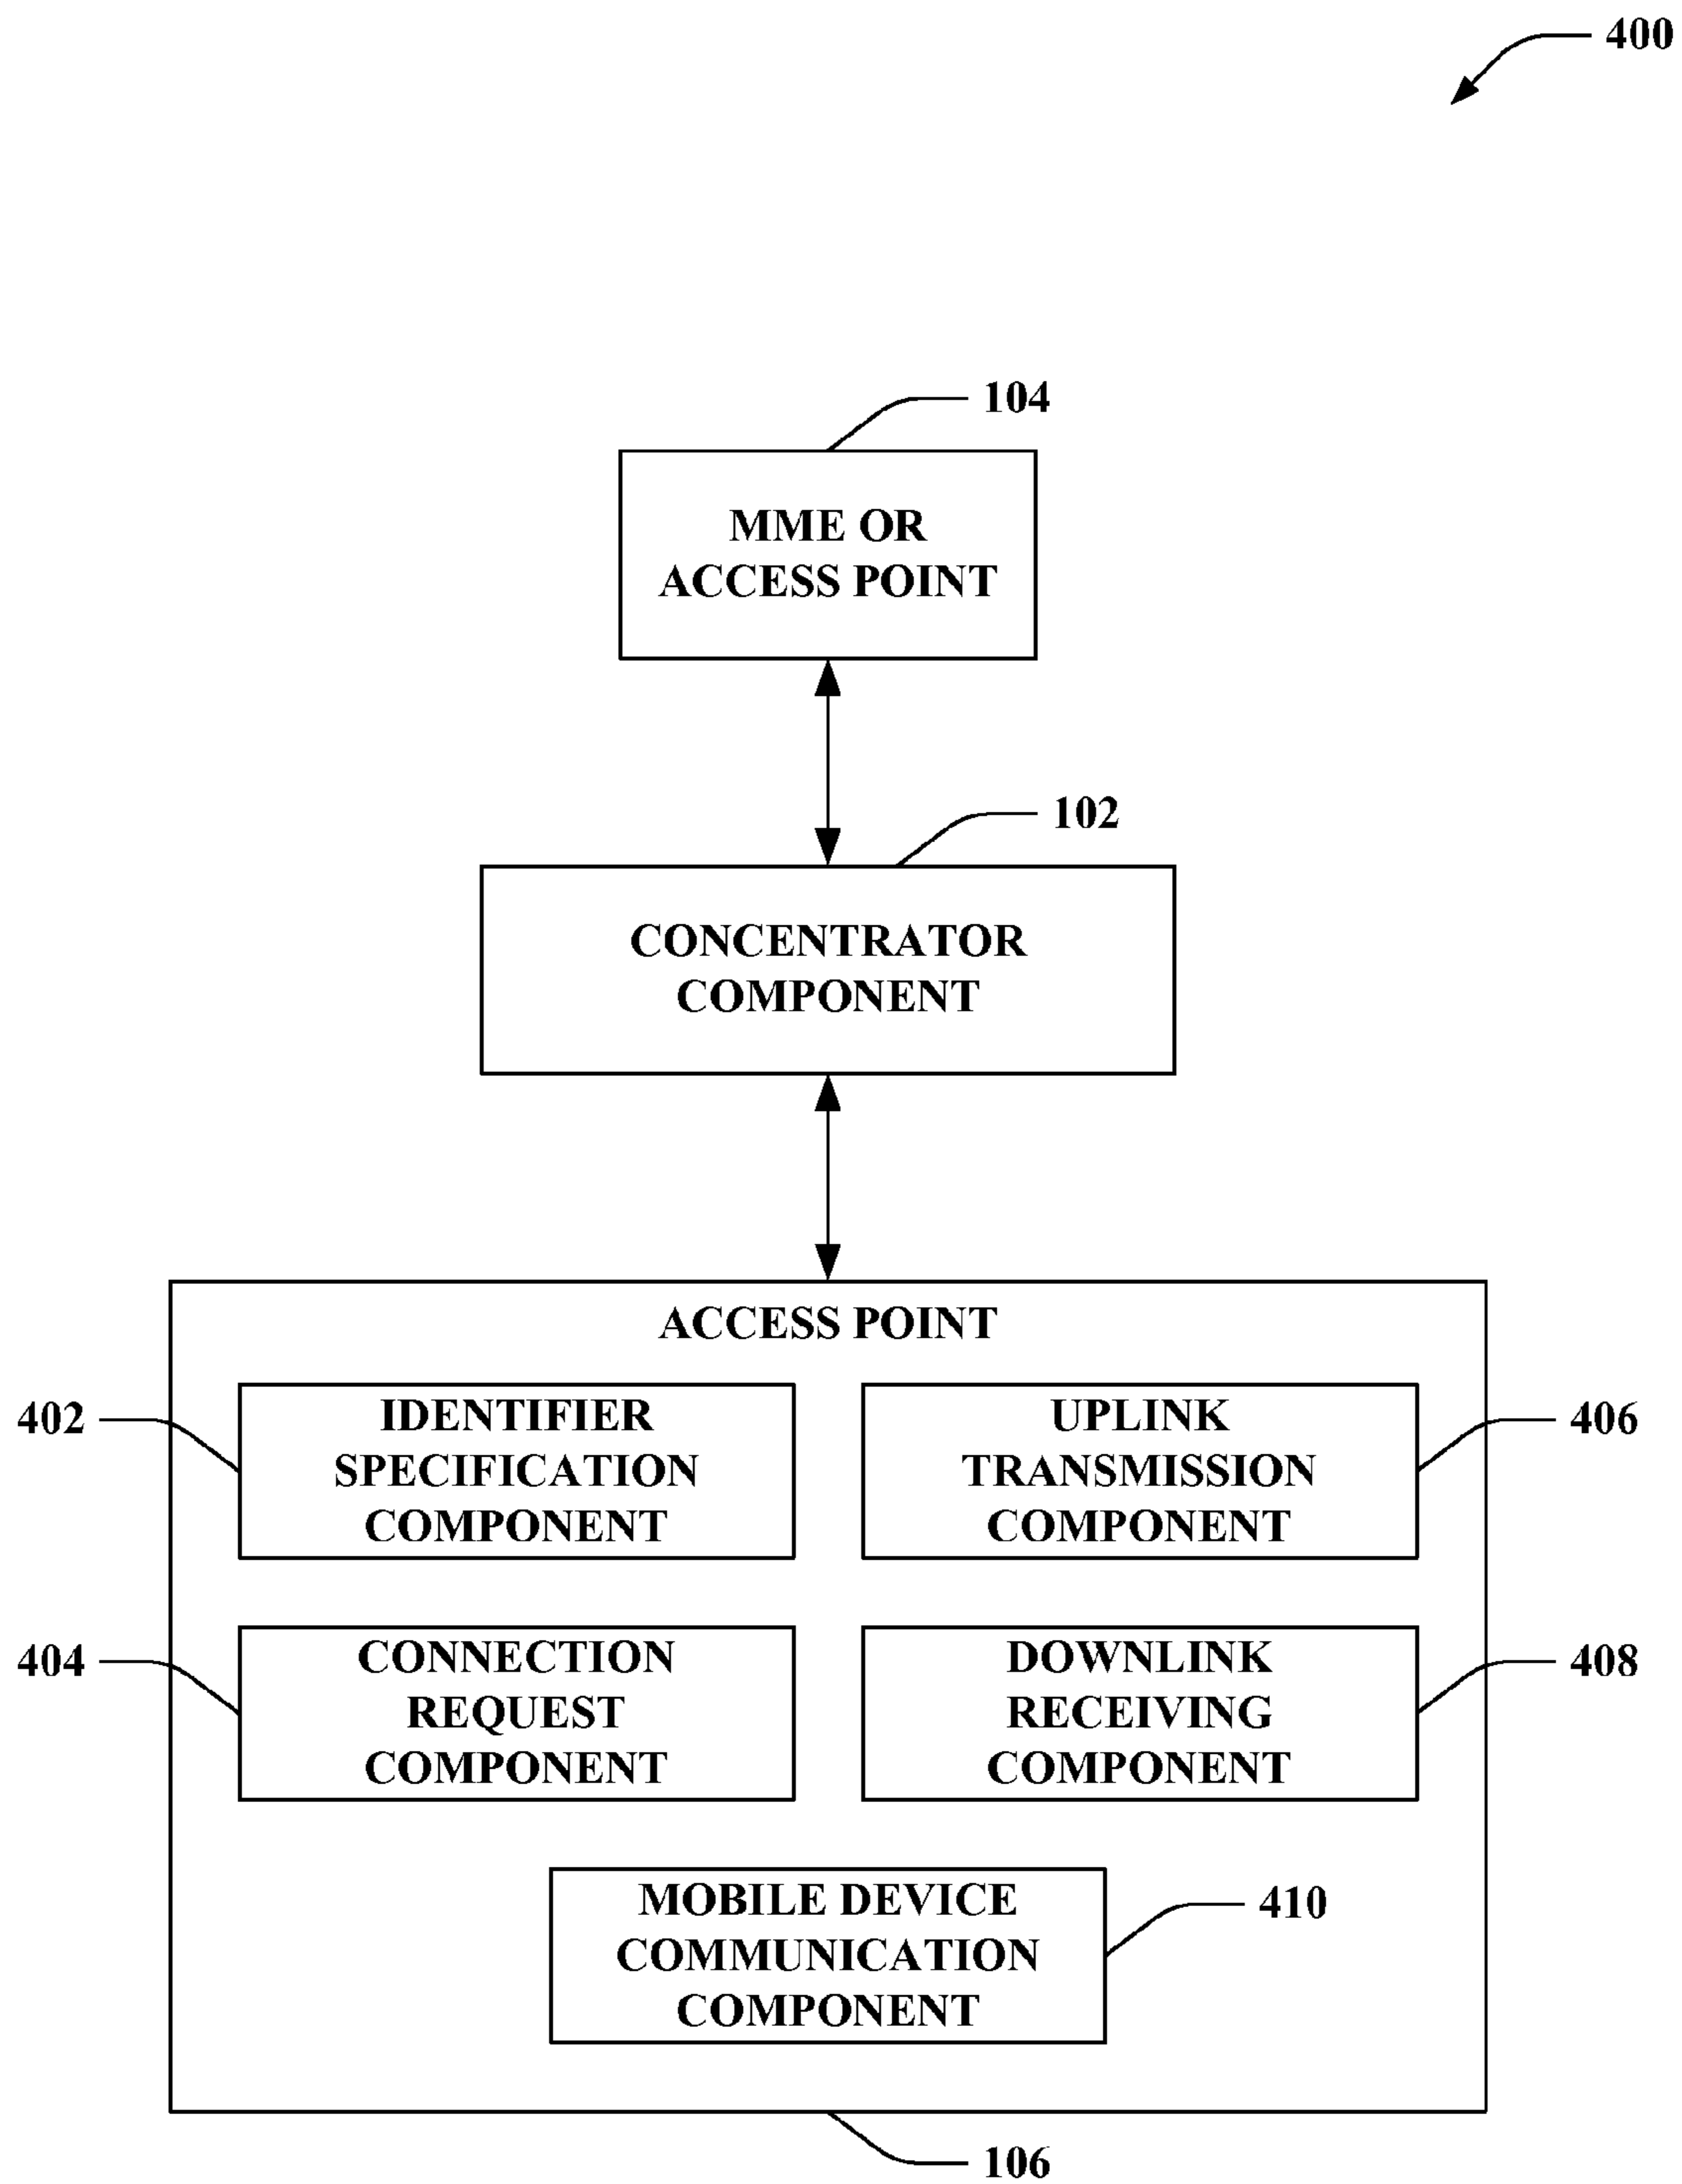 400
104
MME OR
ACCESS POINT
102
CONCENTRATOR
COMPONENT
ACCESS POINT
402
IDENTIFIER
SPECIFICATION
COMPONENT
UPLINK
TRANSMISSION
COMPONENT
406
404
CONNECTION
REQUEST
COMPONENT
DOWNLINK
RECEIVING
COMPONENT
408
MOBILE DEVICE
COMMUNICATION
COMPONENT
410
106